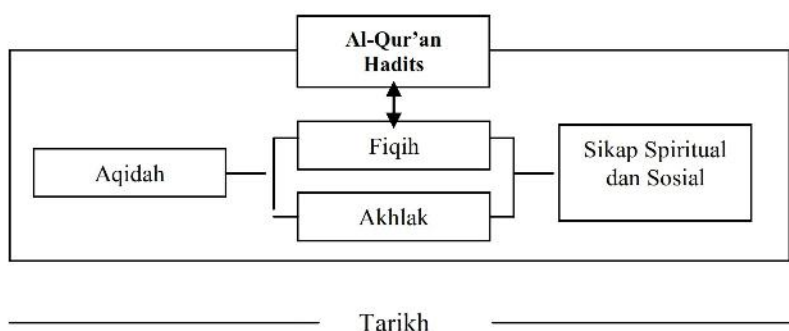 Al-Qur'an
Hadits
Fiqih
Aqidah
Akhlak
Sikap Spiritual
dan Sosial
Tarikh